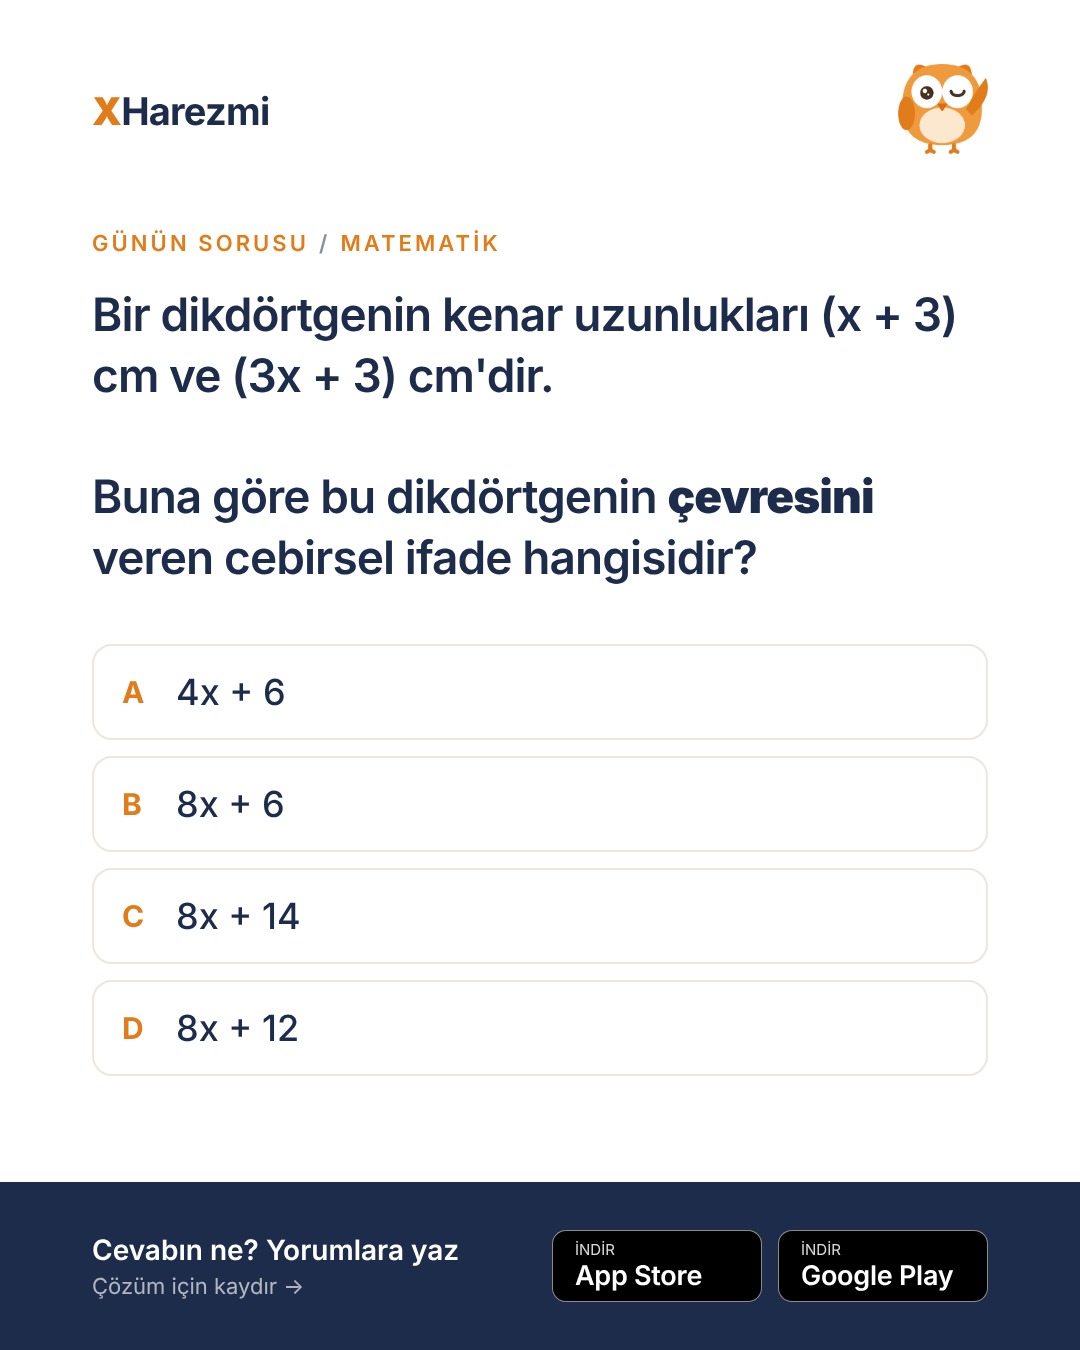 XHarezmi
GÜNÜN SORUSU / MATEMATİK
Bir dikdörtgenin kenar uzunlukları (x + 3)
cm ve (3x + 3) cm'dir.
Buna göre bu dikdörtgenin çevresini
veren cebirsel ifade hangisidir?
A 4x + 6
B 8x + 6
C 8x + 14
D 8x + 12
Cevabın ne? Yorumlara yaz
Çözüm için kaydır →
İNDİR
App Store
İNDİR
Google Play